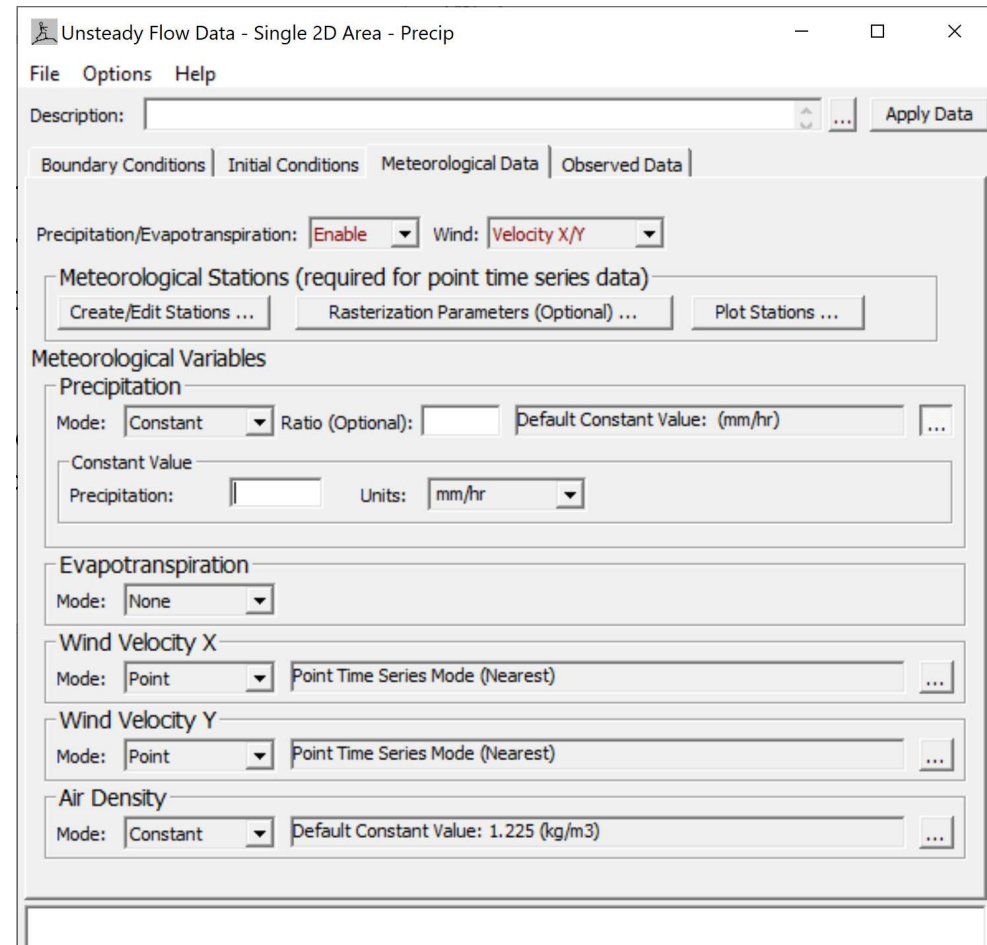 Unsteady Flow Data - Single 2D Area - Precip
File Options Help
Description: ... Apply Data
Boundary Conditions Initial Conditions Meteorological Data Observed Data
Precipitation/Evapotranspiration: Enable Wind: Velocity X/Y
Meteorological Stations (required for point time series data)
Create/Edit Stations ... Rasterization Parameters (Optional) ... Plot Stations ...
Meteorological Variables
Precipitation
Mode: Constant Ratio (Optional): Default Constant Value: (mm/hr) ...
Constant Value
Precipitation: Units: mm/hr
Evapotranspiration
Mode: None
Wind Velocity X
Mode: Point Point Time Series Mode (Nearest) ...
Wind Velocity Y
Mode: Point Point Time Series Mode (Nearest) ...
Air Density
Mode: Constant Default Constant Value: 1.225 (kg/m3) ...